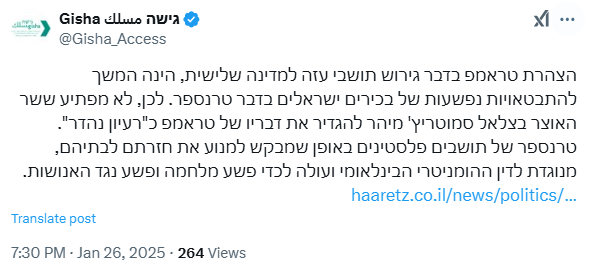 Gisha גישה مسلك
@Gisha_Access
הצהרת טראמפ בדבר גירוש תושבי עזה למדינה שלישית, הינה המשך
להתבטאויות נפשעות של בכירים ישראלים בדבר טרנספר. לכן, לא מפתיע ששר
האוצר בצלאל סמוטריץ' מיהר להגדיר את דבריו של טראמפ כ"רעיון נהדר".
טרנספר של תושבים פלסטינים באופן שמבקש למנוע את חזרתם לבתיהם,
מנוגדת לדין ההומניטרי הבינלאומי ועולה לכדי פשע מלחמה ופשע נגד האנושות.
haaretz.co.il/news/politics/…
Translate post
7:30 PM · Jan 26, 2025 · 264 Views